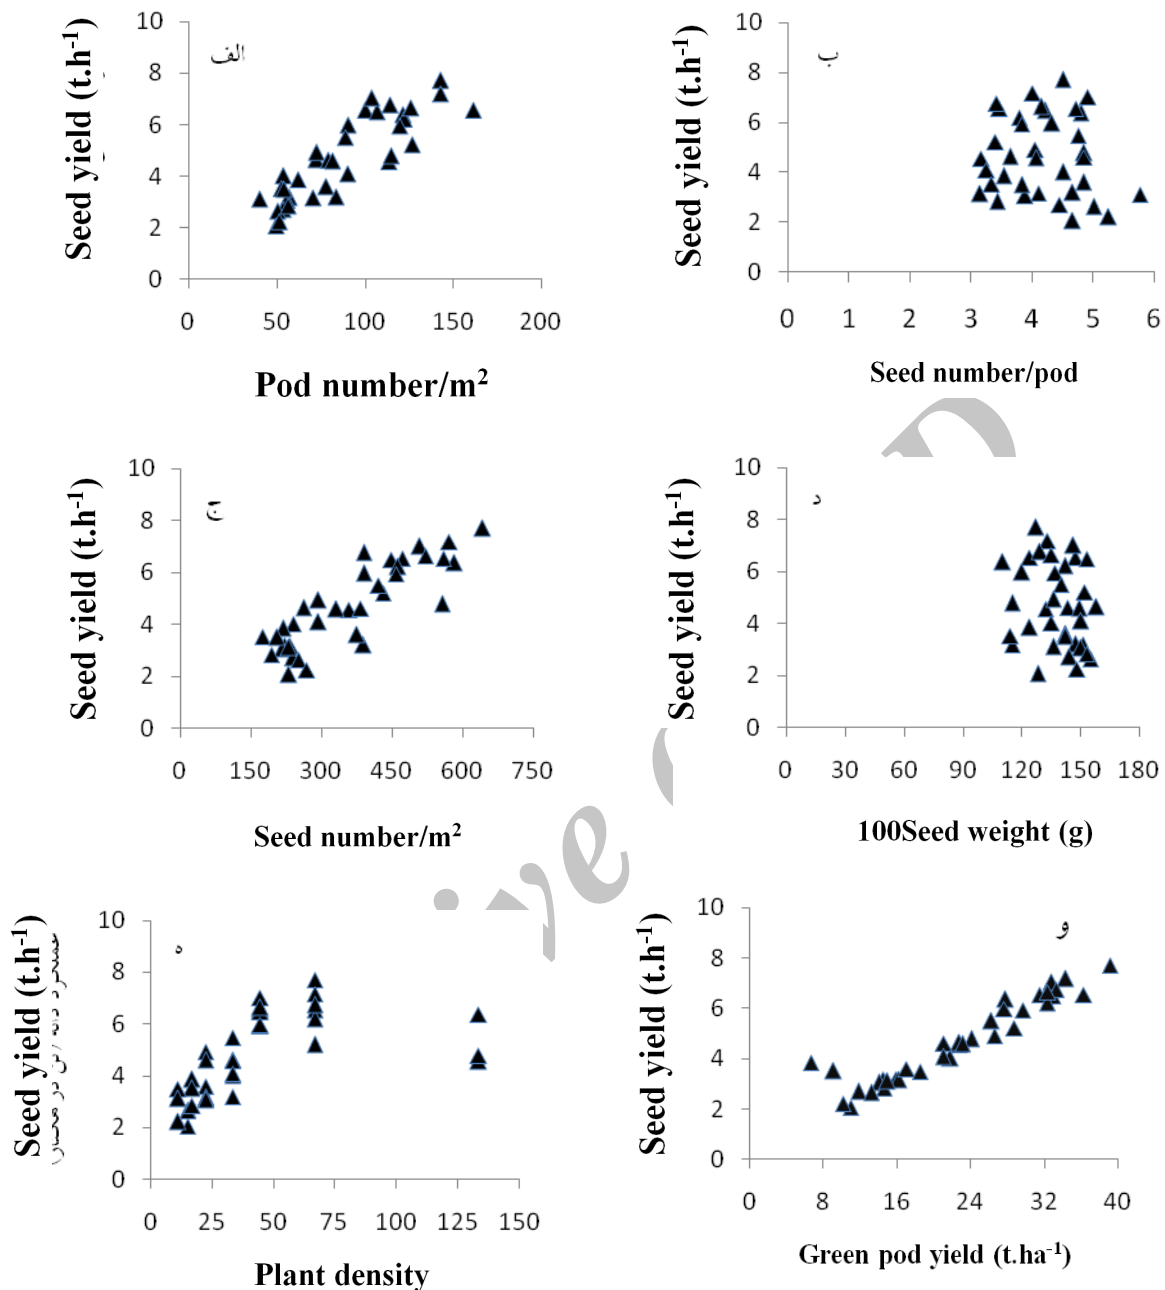 الف
Seed yield (t.h-1)
10
8
6
4
2
0
0 50 100 150 200
Pod number/m2
ب
Seed yield (t.h-1)
10
8
6
4
2
0
0 1 2 3 4 5 6
Seed number/pod
ج
Seed yield (t.h-1)
10
8
6
4
2
0
0 150 300 450 600 750
Seed number/m2
د
Seed yield (t.h-1)
10
8
6
4
2
0
0 30 60 90 120 150 180
100Seed weight (g)
ه
Seed yield (t.h-1)
10
8
6
4
2
0
0 25 50 75 100 125 150
Plant density
و
Seed yield (t.h-1)
10
8
6
4
2
0
0 8 16 24 32 40
Green pod yield (t.ha-1)